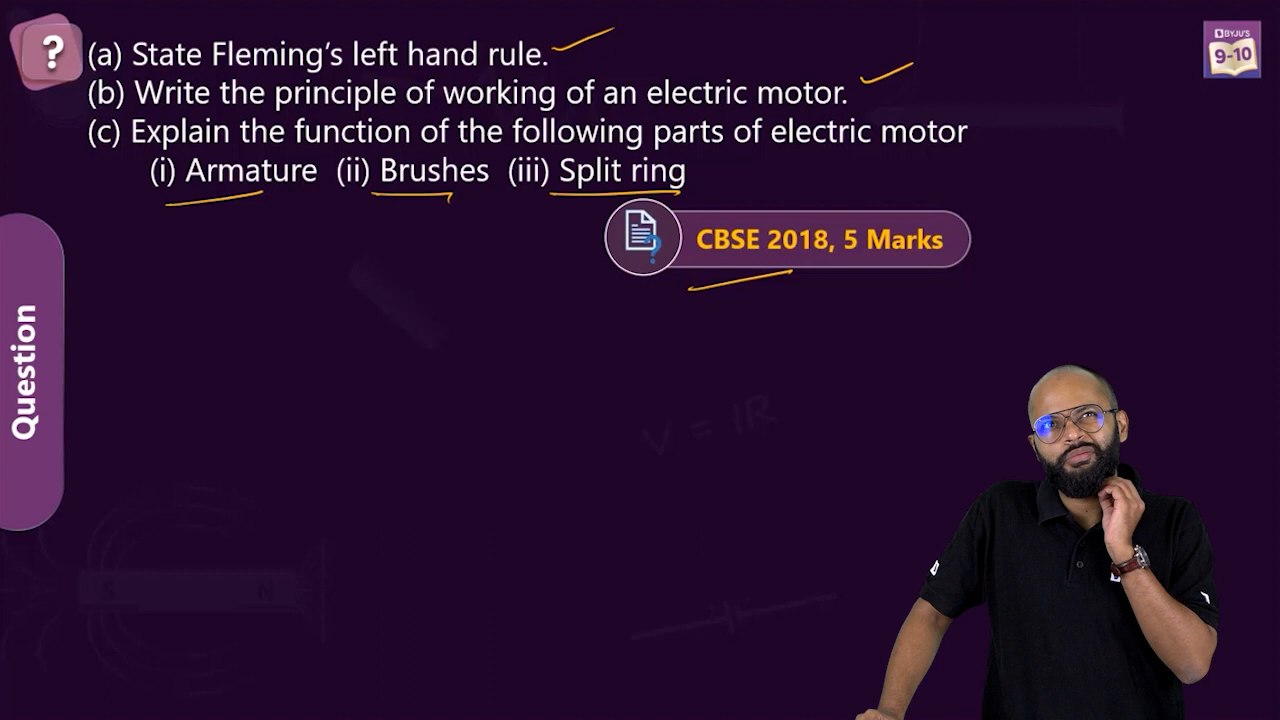 ?
(a) State Fleming's left hand rule.
(b) Write the principle of working of an electric motor.
(c) Explain the function of the following parts of electric motor
(i) Armature (ii) Brushes (iii) Split ring
? CBSE 2018, 5 Marks
BYJU'S
9-10
Question
V = IR
S N